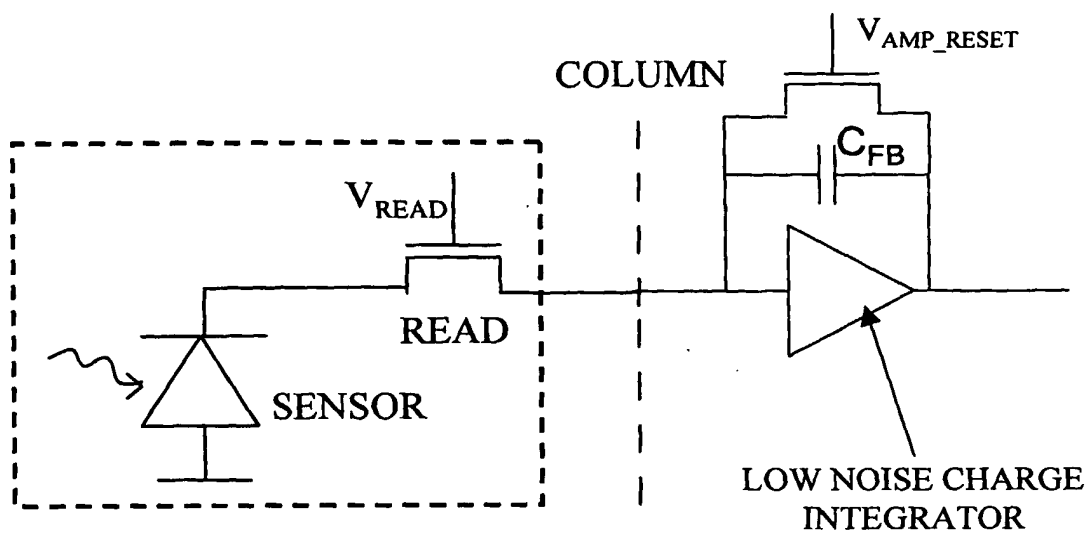 V_AMP_RESET
COLUMN
C_FB
V_READ
READ
SENSOR
LOW NOISE CHARGE
INTEGRATOR